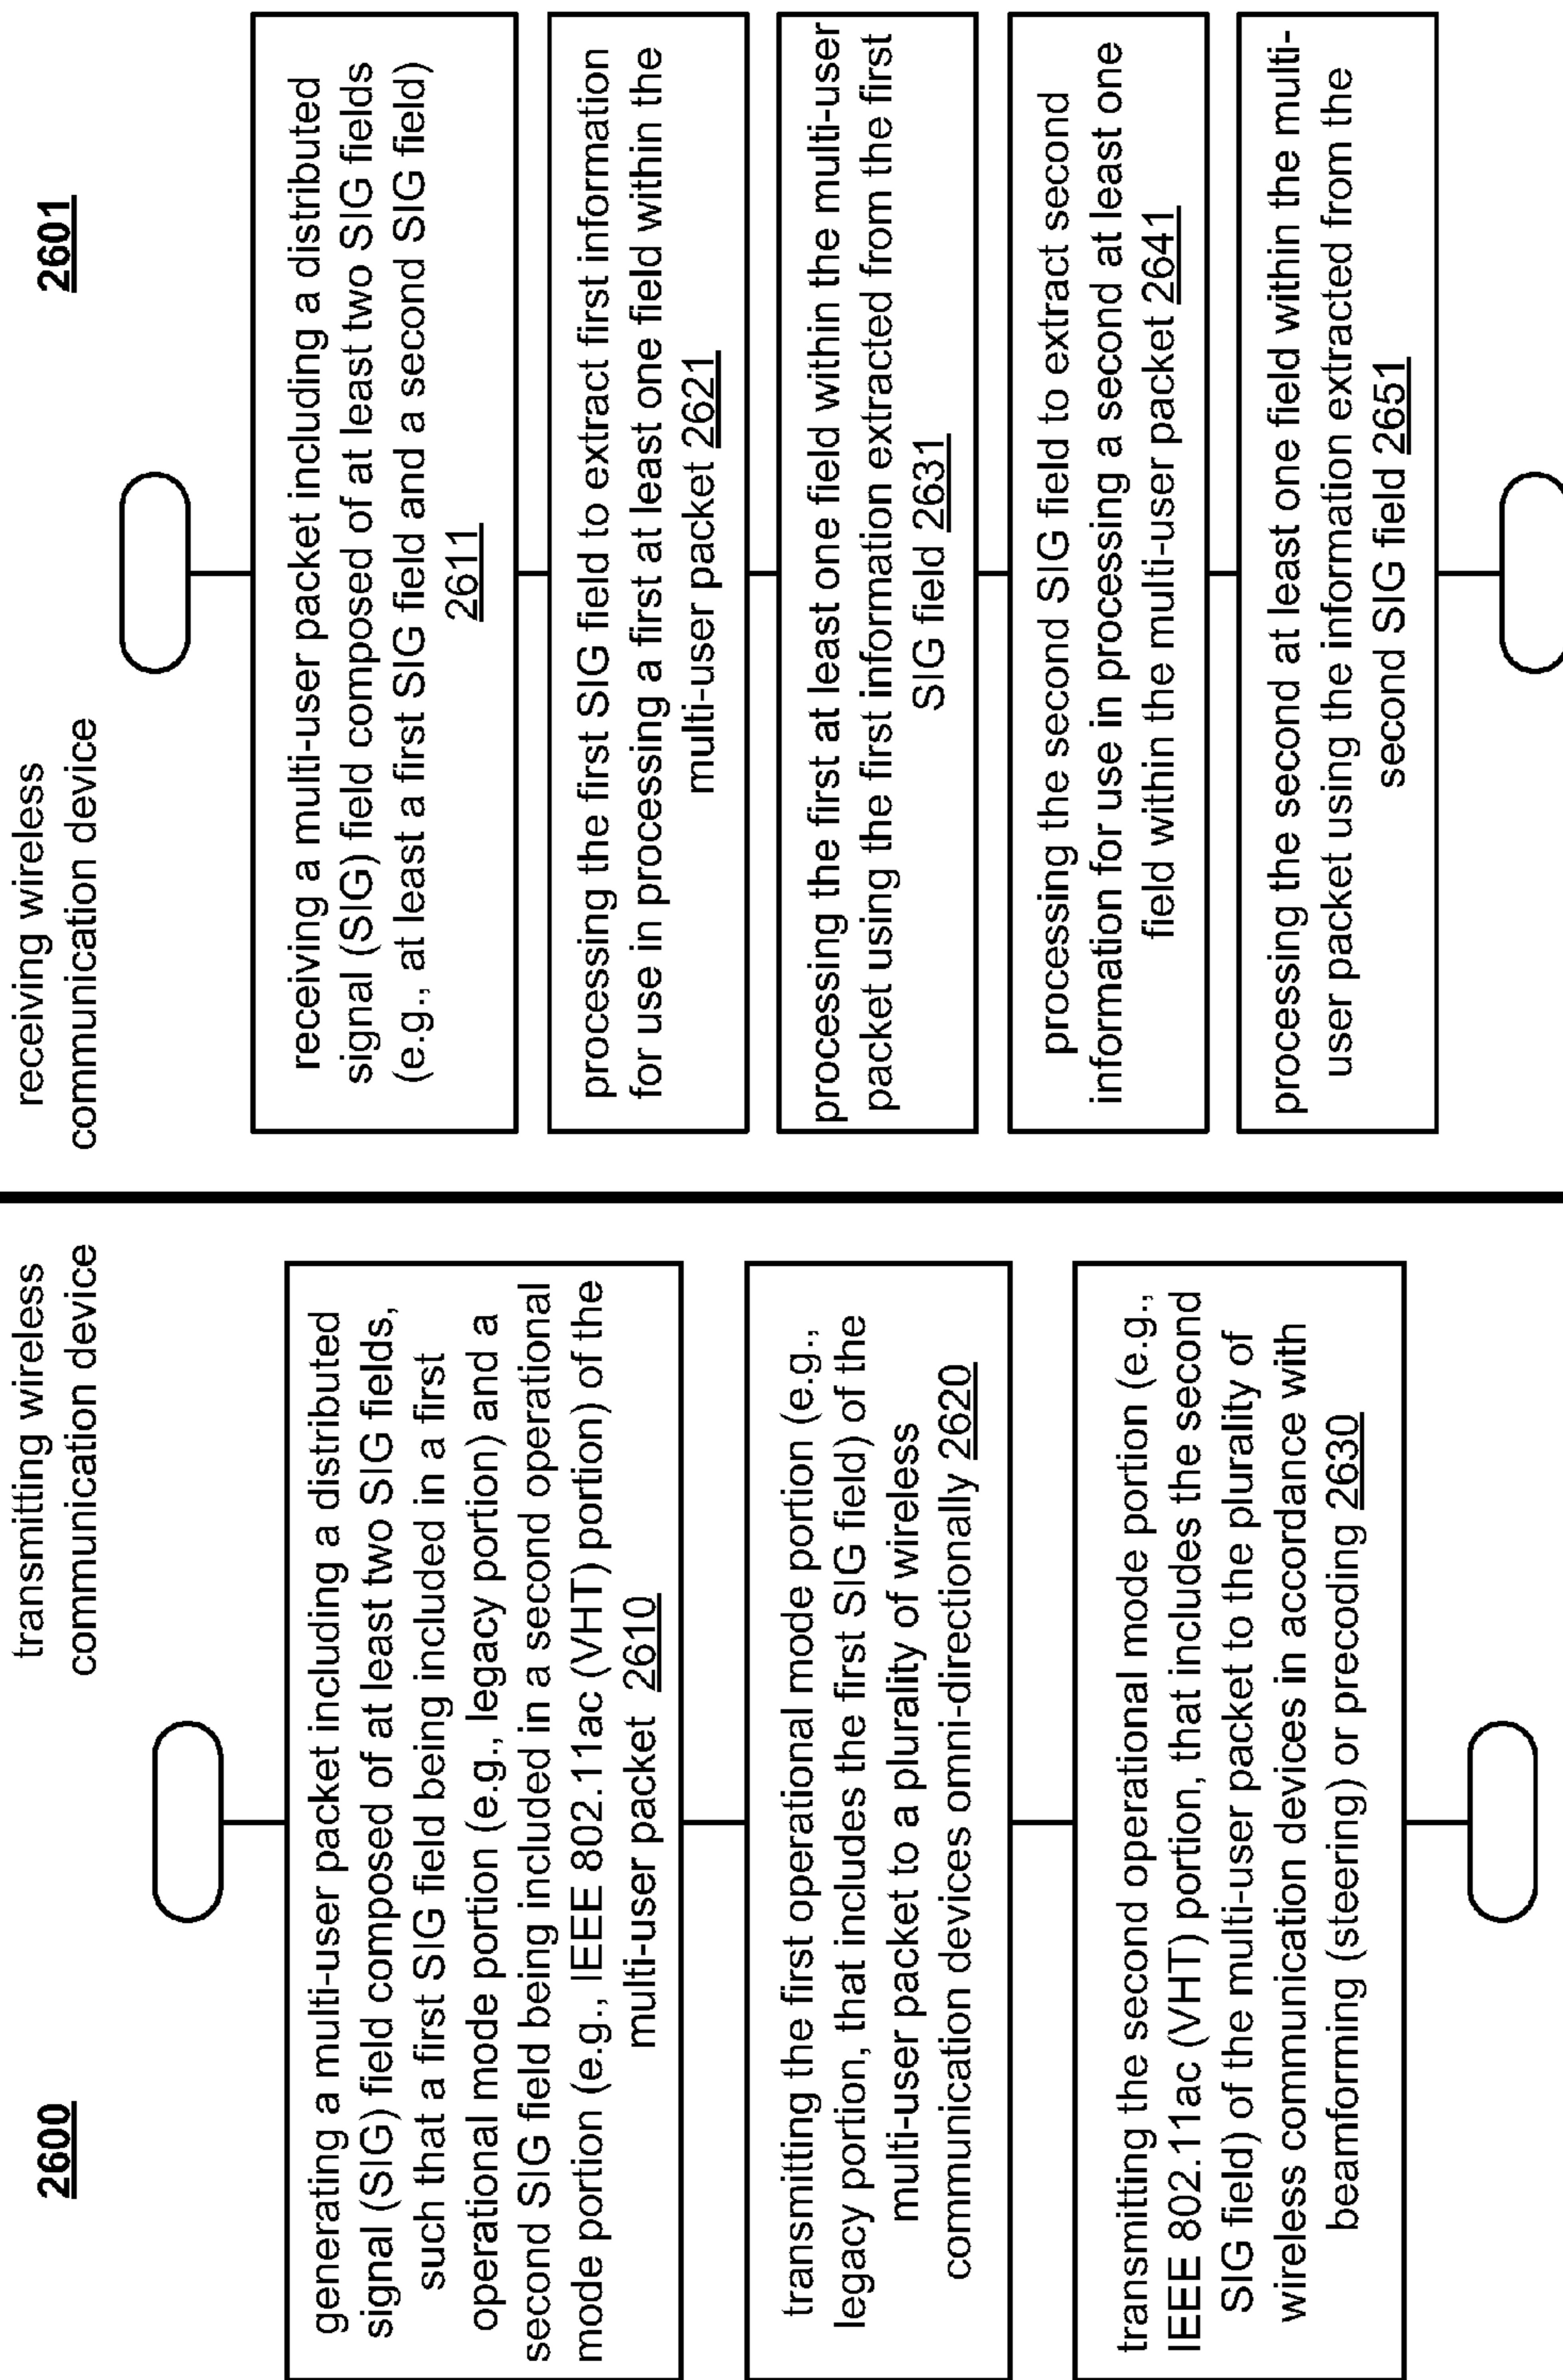 2600
transmitting wireless
communication device
generating a multi-user packet including a distributed
signal (SIG) field composed of at least two SIG fields,
such that a first SIG field being included in a first
operational mode portion (e.g., legacy portion) and a
second SIG field being included in a second operational
mode portion (e.g., IEEE 802.11ac (VHT) portion) of the
multi-user packet 2610
transmitting the first operational mode portion (e.g.,
legacy portion, that includes the first SIG field) of the
multi-user packet to a plurality of wireless
communication devices omni-directionally 2620
transmitting the second operational mode portion (e.g.,
IEEE 802.11ac (VHT) portion, that includes the second
SIG field) of the multi-user packet to the plurality of
wireless communication devices in accordance with
beamforming (steering) or precoding 2630
receiving wireless
communication device
2601
receiving a multi-user packet including a distributed
signal (SIG) field composed of at least two SIG fields
(e.g., at least a first SIG field and a second SIG field)
2611
processing the first SIG field to extract first information
for use in processing a first at least one field within the
multi-user packet 2621
processing the first at least one field within the multi-user
packet using the first information extracted from the first
SIG field 2631
processing the second SIG field to extract second
information for use in processing a second at least one
field within the multi-user packet 2641
processing the second at least one field within the multi-
user packet using the information extracted from the
second SIG field 2651